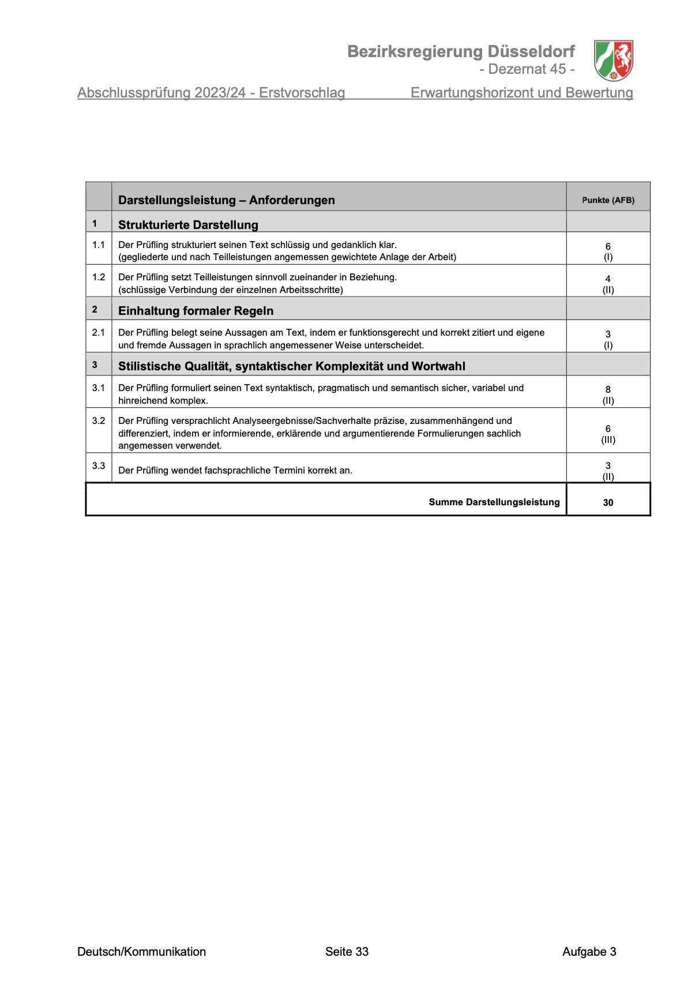 Bezirksregierung Düsseldorf
- Dezernat 45 -
Abschlussprüfung 2023/24 - Erstvorschlag Erwartungshorizont und Bewertung
Darstellungsleistung – Anforderungen Punkte (AFB)
1 Strukturierte Darstellung
1.1 Der Prüfling strukturiert seinen Text schlüssig und gedanklich klar. 6
(gegliederte und nach Teilleistungen angemessen gewichtete Anlage der Arbeit) (I)
1.2 Der Prüfling setzt Teilleistungen sinnvoll zueinander in Beziehung. 4
(schlüssige Verbindung der einzelnen Arbeitsschritte) (II)
2 Einhaltung formaler Regeln
2.1 Der Prüfling belegt seine Aussagen am Text, indem er funktionsgerecht und korrekt zitiert und eigene 3
und fremde Aussagen in sprachlich angemessener Weise unterscheidet. (I)
3 Stilistische Qualität, syntaktischer Komplexität und Wortwahl
3.1 Der Prüfling formuliert seinen Text syntaktisch, pragmatisch und semantisch sicher, variabel und 8
hinreichend komplex. (II)
3.2 Der Prüfling versprachlicht Analyseergebnisse/Sachverhalte präzise, zusammenhängend und
differenziert, indem er informierende, erklärende und argumentierende Formulierungen sachlich 6
angemessen verwendet. (III)
3.3 Der Prüfling wendet fachsprachliche Termini korrekt an. 3
(II)
Summe Darstellungsleistung 30
Deutsch/Kommunikation Seite 33 Aufgabe 3